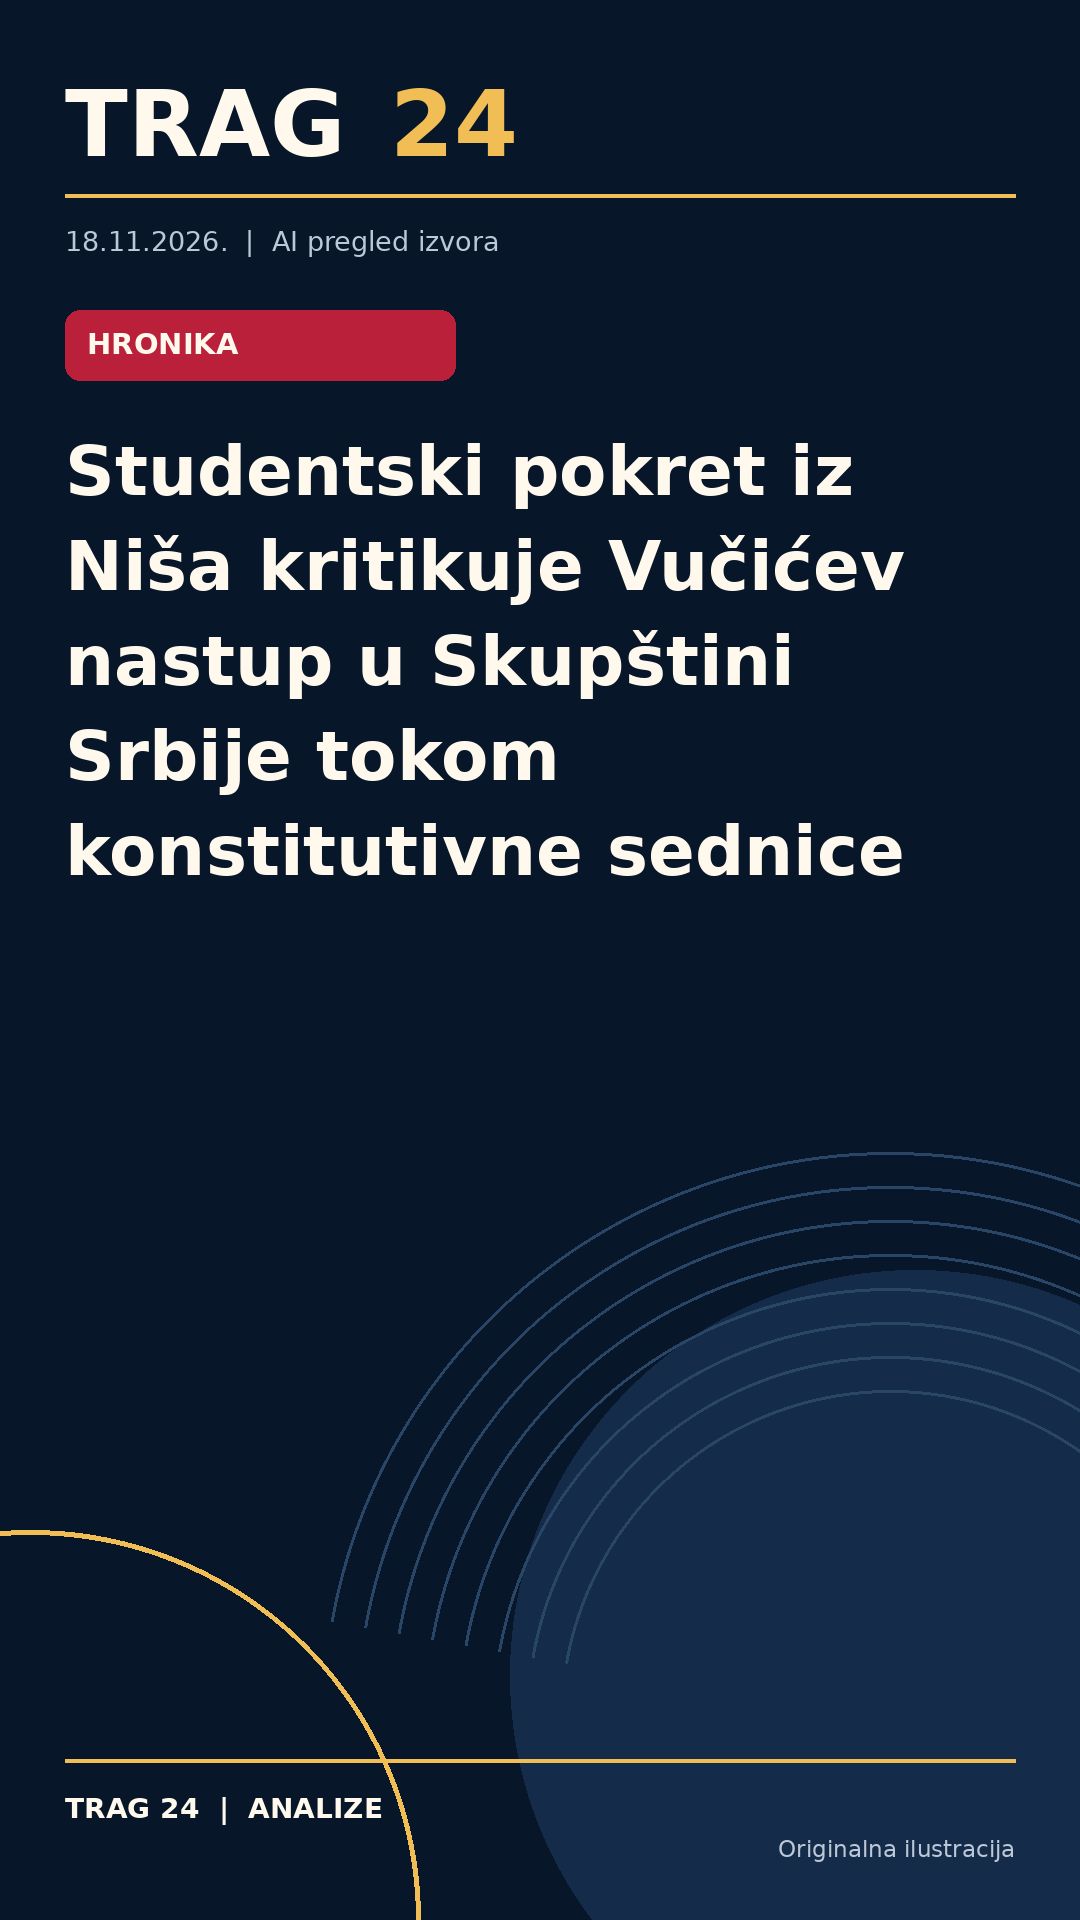 TRAG 24
18.11.2026. | AI pregled izvora
HRONIKA
Studentski pokret iz
Niša kritikuje Vučićev
nastup u Skupštini
Srbije tokom
konstitutivne sednice
TRAG 24 | ANALIZE
Originalna ilustracija